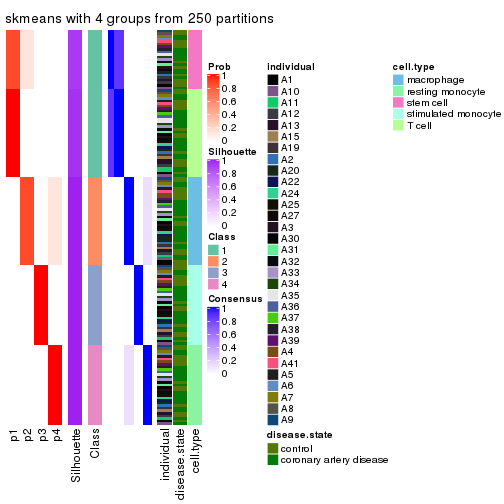 skmeans with 4 groups from 250 partitions
p1
p2
p3
p4
Silhouette
Class
individual
disease.state
cell.type
Prob
1
0.8
0.6
0.4
0.2
0
Silhouette
1
0.8
0.6
0.4
0.2
0
Class
1
2
3
4
Consensus
1
0.8
0.6
0.4
0.2
0
individual
A1
A10
A11
A12
A13
A15
A19
A2
A20
A22
A24
A25
A27
A3
A30
A31
A32
A33
A34
A35
A36
A37
A38
A39
A4
A41
A5
A6
A7
A8
A9
disease.state
control
coronary artery disease
cell.type
macrophage
resting monocyte
stem cell
stimulated monocyte
T cell